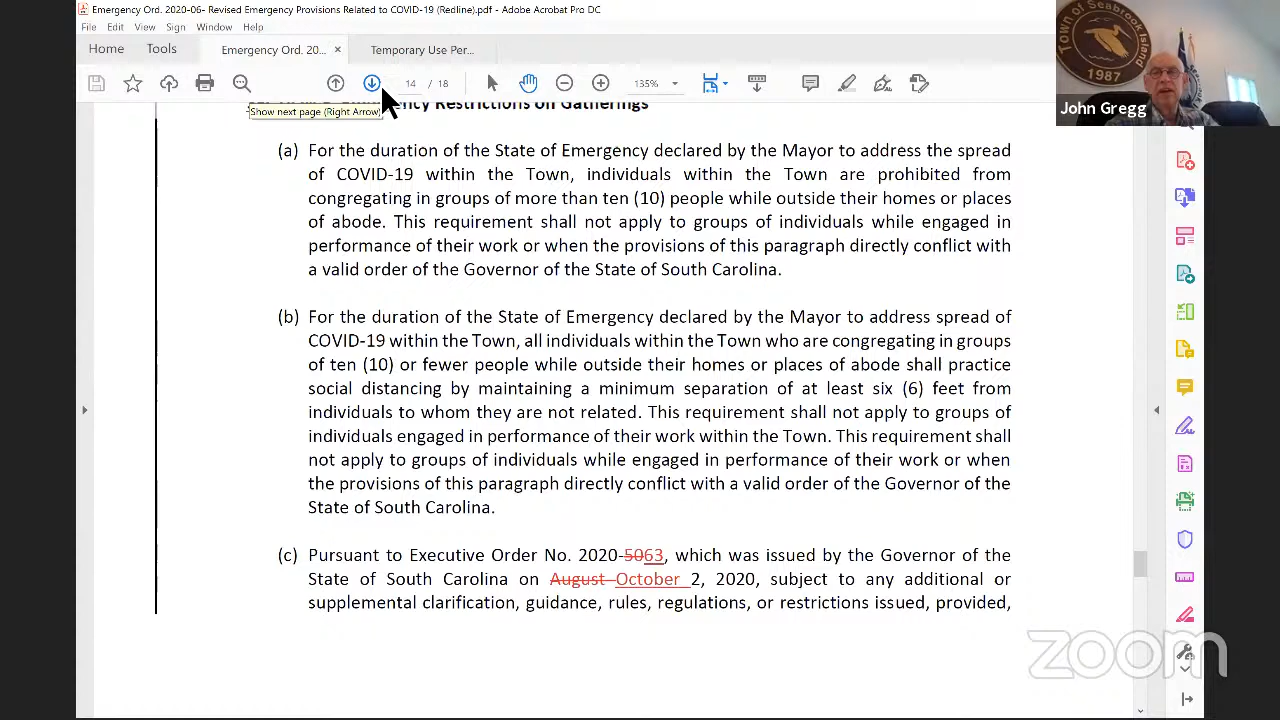 Emergency Ord. 2020-06- Revised Emergency Provisions Related to COVID-19 (Redline).pdf - Adobe Acrobat Pro DC
File Edit View Sign Window Help
Home Tools Emergency Ord. 20... × Temporary Use Per...
14 / 18 135%
Show next page (Right
ncy Restrictions on Gatherings
(a) For the duration of the State of Emergency declared by the Mayor to address the spread
of COVID-19 within the Town, individuals within the Town are prohibited from
congregating in groups of more than ten (10) people while outside their homes or places
of abode. This requirement shall not apply to groups of individuals while engaged in
performance of their work or when the provisions of this paragraph directly conflict with
a valid order of the Governor of the State of South Carolina.
(b) For the duration of the State of Emergency declared by the Mayor to address spread of
COVID-19 within the Town, all individuals within the Town who are congregating in groups
of ten (10) or fewer people while outside their homes or places of abode shall practice
social distancing by maintaining a minimum separation of at least six (6) feet from
individuals to whom they are not related. This requirement shall not apply to groups of
individuals engaged in performance of their work within the Town. This requirement shall
not apply to groups of individuals while engaged in performance of their work or when
the provisions of this paragraph directly conflict with a valid order of the Governor of the
State of South Carolina.
(c) Pursuant to Executive Order No. 2020-5063, which was issued by the Governor of the
State of South Carolina on August October 2, 2020, subject to any additional or
supplemental clarification, guidance, rules, regulations, or restrictions issued, provided,
Town of Seabrook Island
1987
John Gregg
zoom